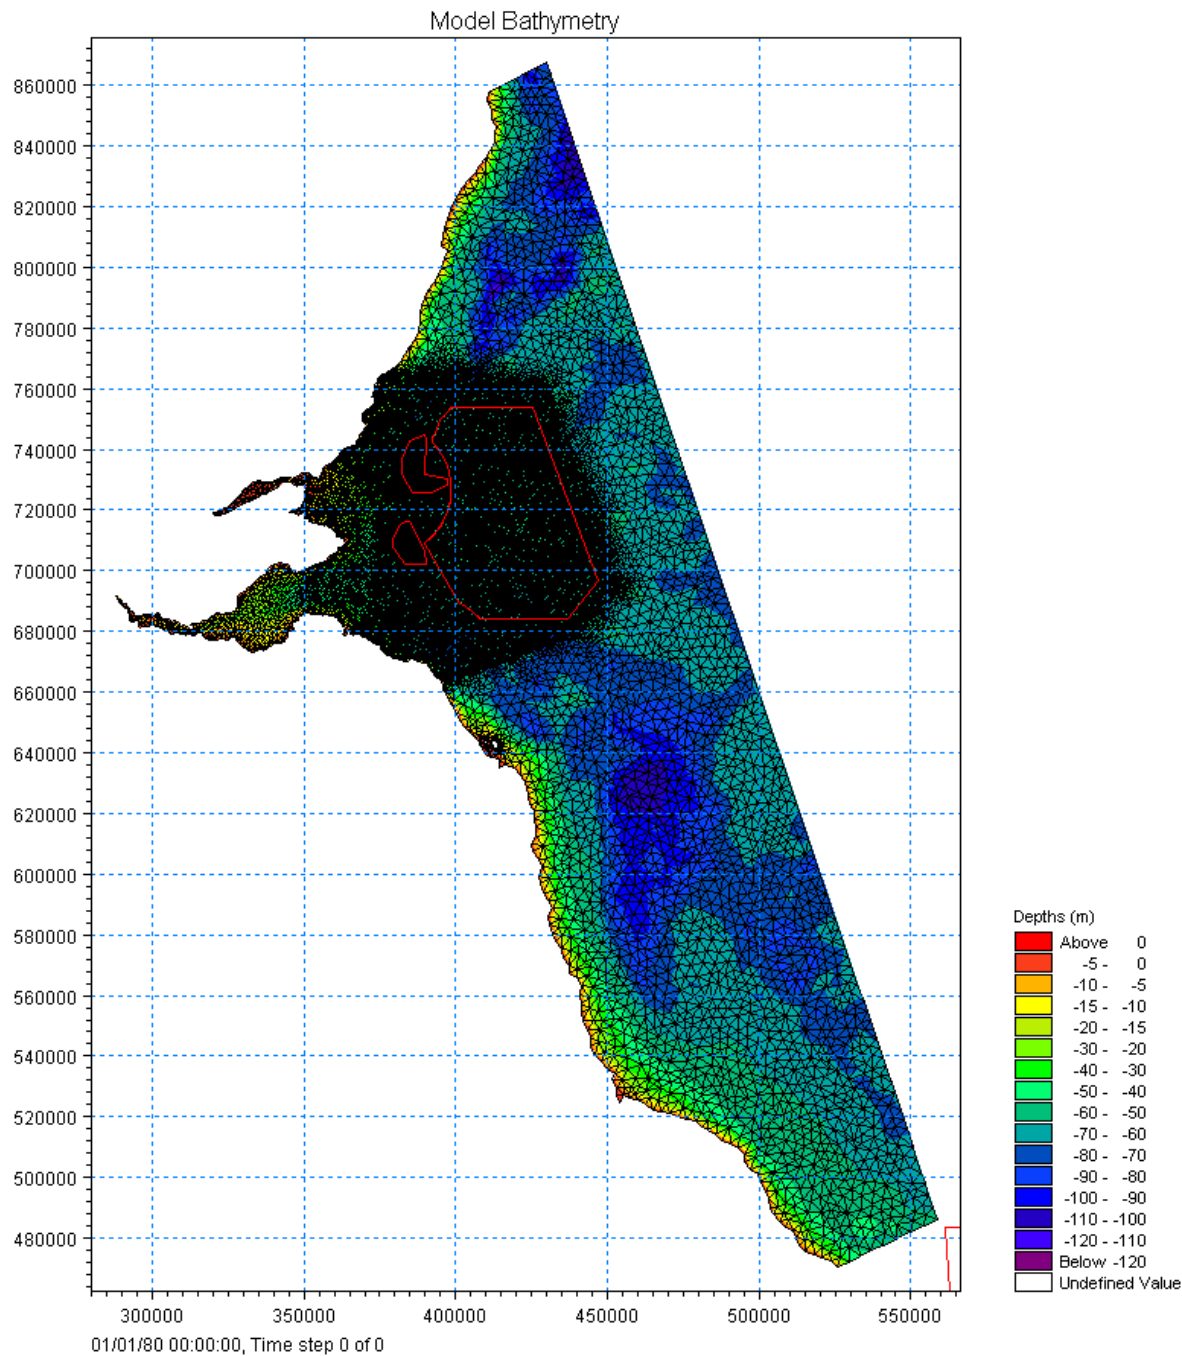 Model Bathymetry
860000
840000
820000
800000
780000
760000
740000
720000
700000
680000
660000
640000
620000
600000
580000
560000
540000
520000
500000
480000
300000 350000 400000 450000 500000 550000
01/01/80 00:00:00, Time step 0 of 0
Depths (m)
Above 0
-5 - 0
-10 - -5
-15 - -10
-20 - -15
-30 - -20
-40 - -30
-50 - -40
-60 - -50
-70 - -60
-80 - -70
-90 - -80
-100 - -90
-110 - -100
-120 - -110
Below -120
Undefined Value